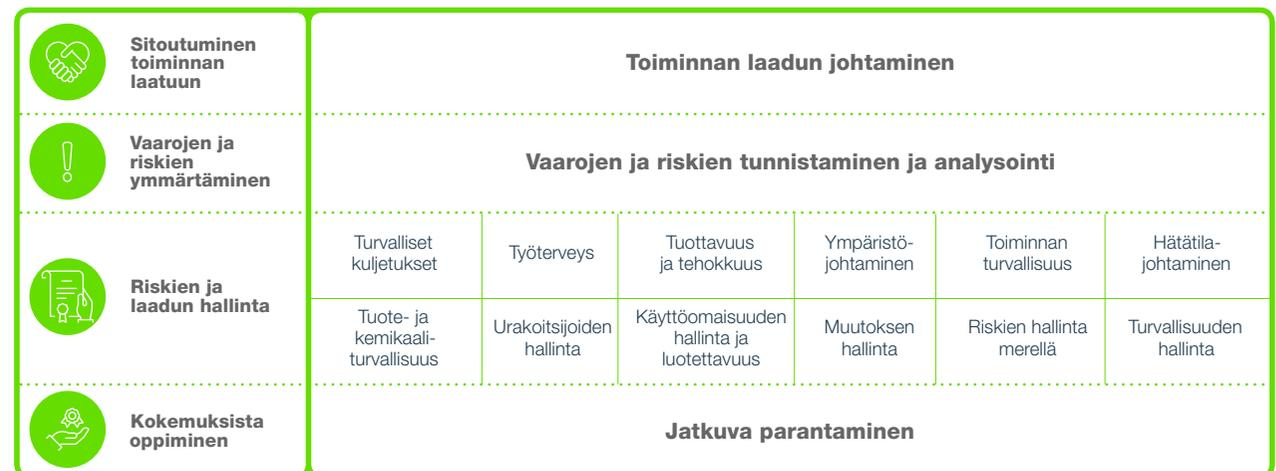 Sitoutuminen
toiminnan
laatuun
Toiminnan laadun johtaminen
Vaarojen ja
riskien
ymmärtäminen
Vaarojen ja riskien tunnistaminen ja analysointi
Riskien ja
laadun hallinta
Turvalliset
kuljetukset
Työterveys
Tuottavuus
ja tehokkuus
Ympäristö-
johtaminen
Toiminnan
turvallisuus
Hätätila-
johtaminen
Tuote- ja
kemikaali-
turvallisuus
Urakoitsijoiden
hallinta
Käyttöomaisuuden
hallinta ja
luotettavuus
Muutoksen
hallinta
Riskien hallinta
merellä
Turvallisuuden
hallinta
Kokemuksista
oppiminen
Jatkuva parantaminen